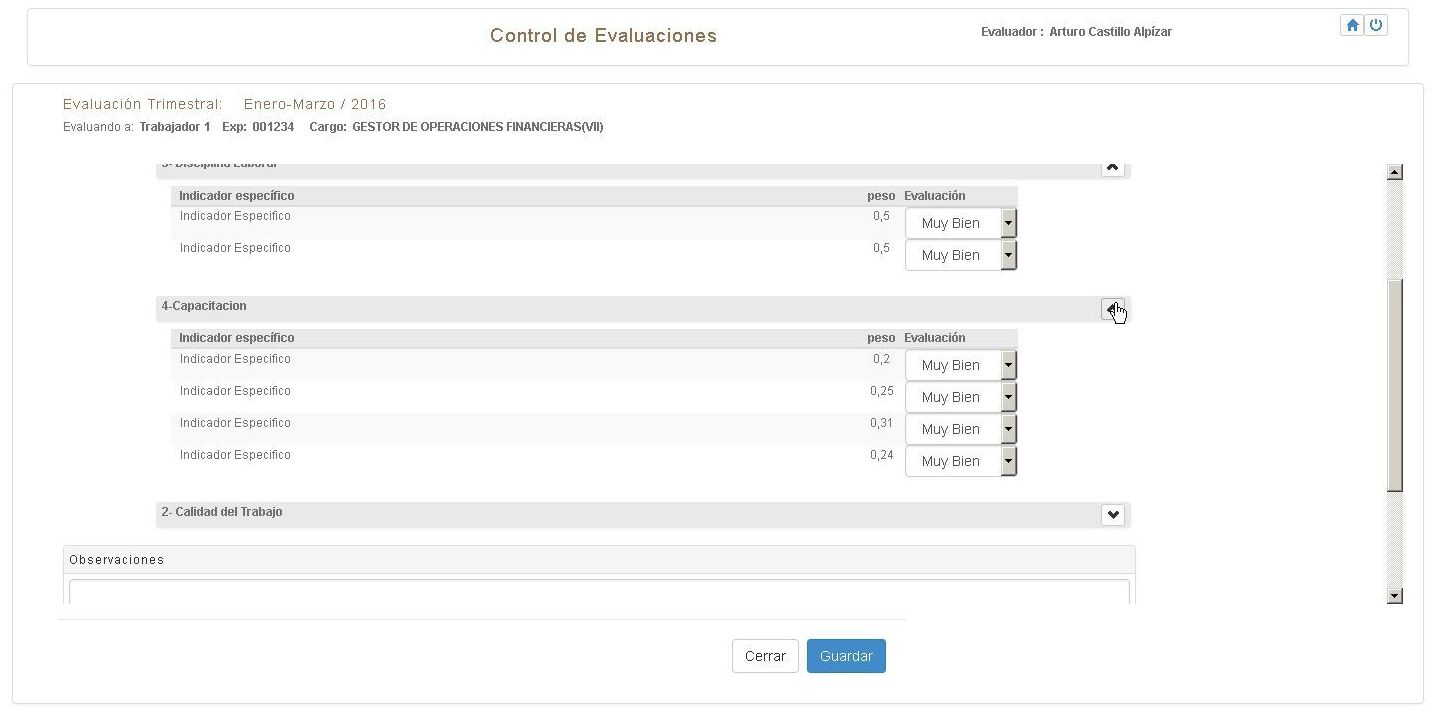 Control de Evaluaciones
Evaluador : Arturo Castillo Alpízar
Evaluación Trimestral: Enero-Marzo / 2016
Evaluando a: Trabajador 1 Exp: 001234 Cargo: GESTOR DE OPERACIONES FINANCIERAS(VII)
3- Disciplina Laboral
Indicador específico peso Evaluación
Indicador Especifico 0,5 Muy Bien
Indicador Especifico 0,5 Muy Bien
4-Capacitacion
Indicador específico peso Evaluación
Indicador Especifico 0,2 Muy Bien
Indicador Especifico 0,25 Muy Bien
Indicador Especifico 0,31 Muy Bien
Indicador Especifico 0,24 Muy Bien
2- Calidad del Trabajo
Observaciones
Cerrar Guardar